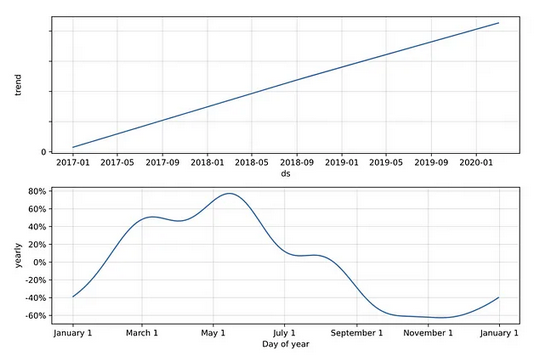 trend
0
2017-01 2017-05 2017-09 2018-01 2018-05 2018-09 2019-01 2019-05 2019-09 2020-01
ds
yearly
80%
60%
40%
20%
0%
-20%
-40%
-60%
January 1 March 1 May 1 July 1 September 1 November 1 January 1
Day of year